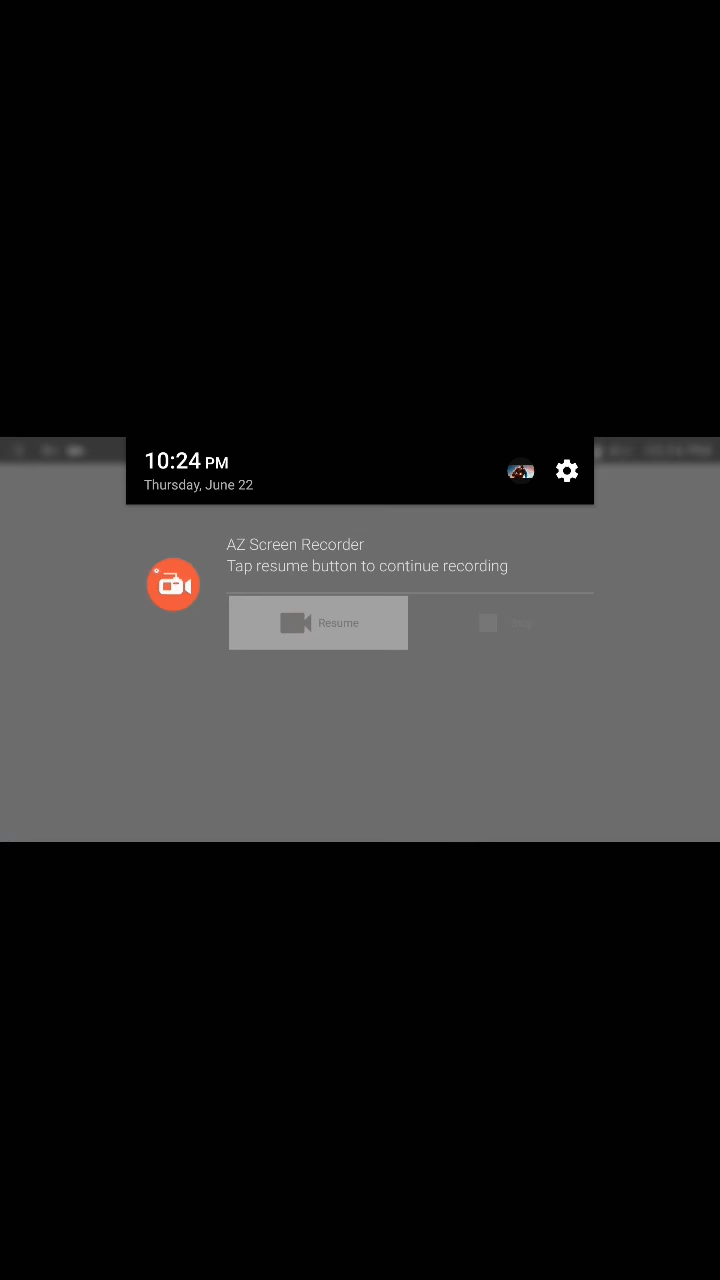 10:24 PM
Thursday, June 22
AZ Screen Recorder
Tap resume button to continue recording
Resume